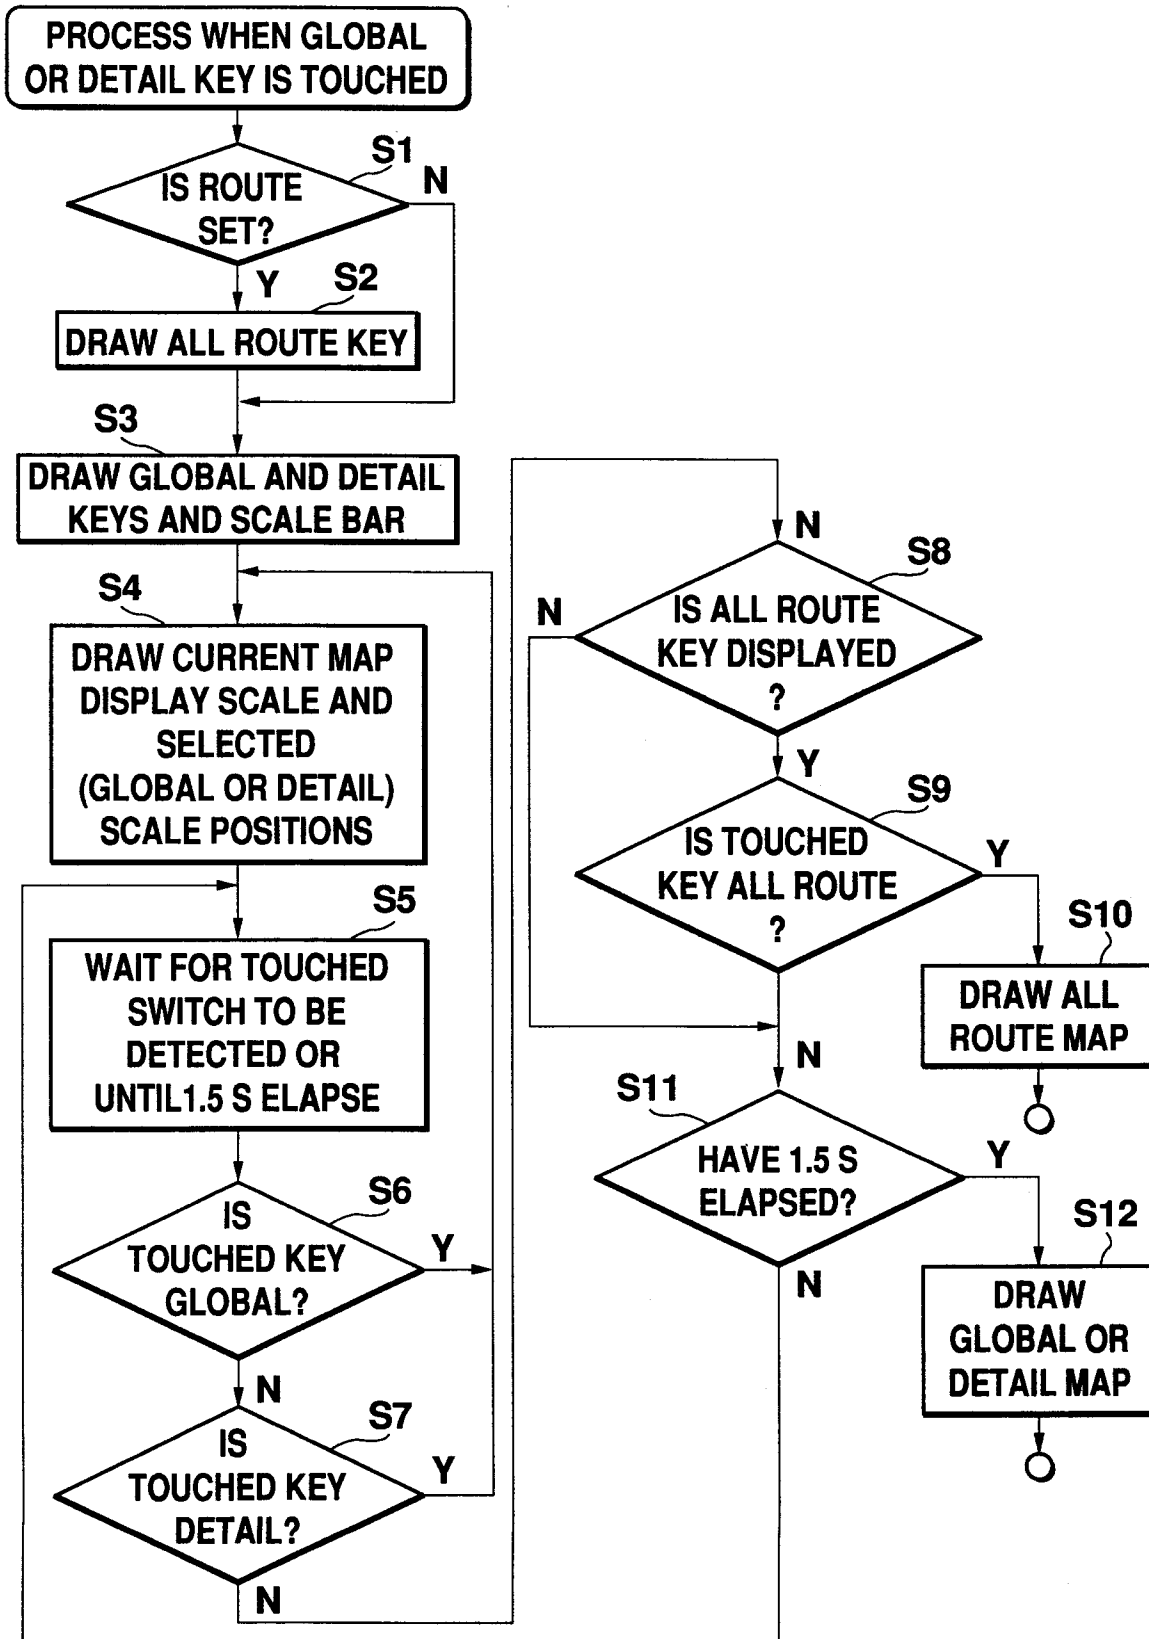 PROCESS WHEN GLOBAL
OR DETAIL KEY IS TOUCHED
S1
IS ROUTE
SET?
N
Y
S2
DRAW ALL ROUTE KEY
S3
DRAW GLOBAL AND DETAIL
KEYS AND SCALE BAR
S4
DRAW CURRENT MAP
DISPLAY SCALE AND
SELECTED
(GLOBAL OR DETAIL)
SCALE POSITIONS
S5
WAIT FOR TOUCHED
SWITCH TO BE
DETECTED OR
UNTIL1.5 S ELAPSE
S6
IS
TOUCHED KEY
GLOBAL?
Y
N
S7
IS
TOUCHED KEY
DETAIL?
Y
N
N
S8
IS ALL ROUTE
KEY DISPLAYED
?
N
Y
S9
IS TOUCHED
KEY ALL ROUTE
?
Y
S10
DRAW ALL
ROUTE MAP
N
S11
HAVE 1.5 S
ELAPSED?
Y
N
S12
DRAW
GLOBAL OR
DETAIL MAP